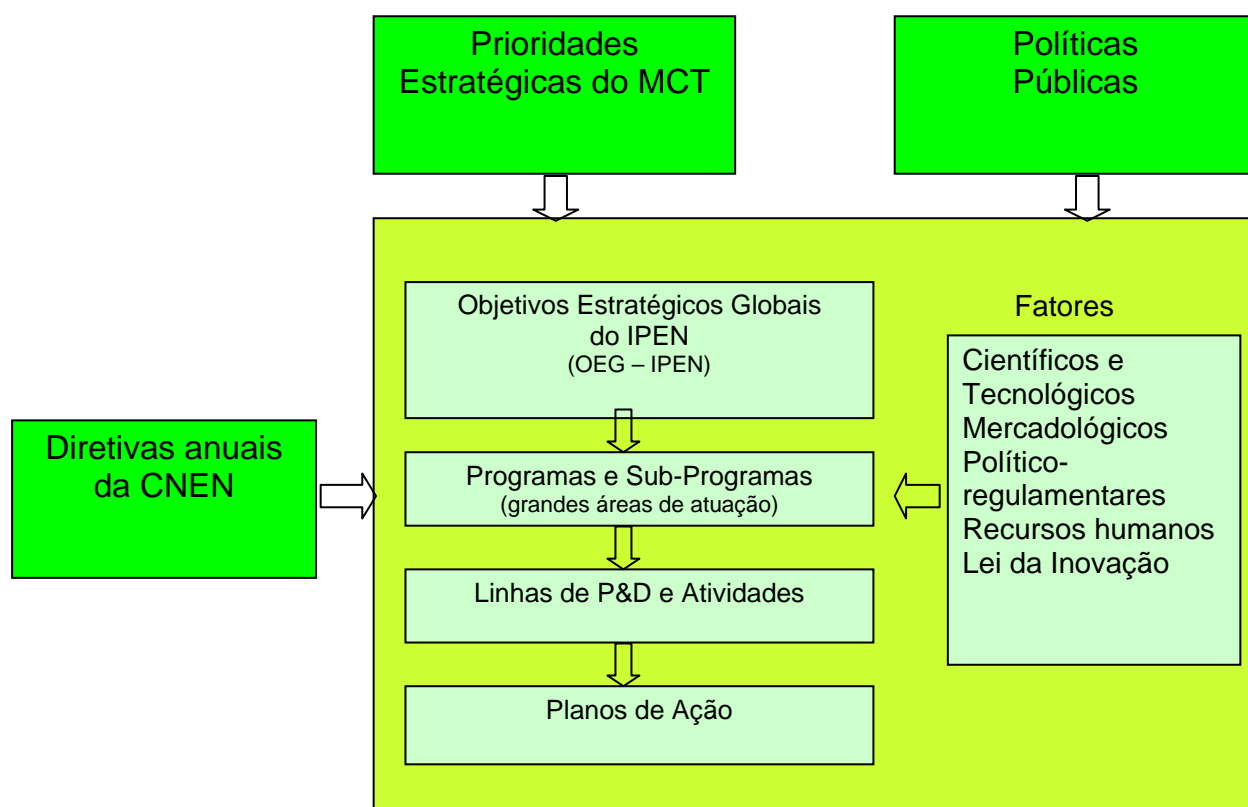 Prioridades
Estratégicas do MCT
Políticas
Públicas
Objetivos Estratégicos Globais
do IPEN
(OEG – IPEN)
Fatores
Científicos e
Tecnológicos
Mercadológicos
Político-
regulamentares
Recursos humanos
Lei da Inovação
Diretivas anuais
da CNEN
Programas e Sub-Programas
(grandes áreas de atuação)
Linhas de P&D e Atividades
Planos de Ação